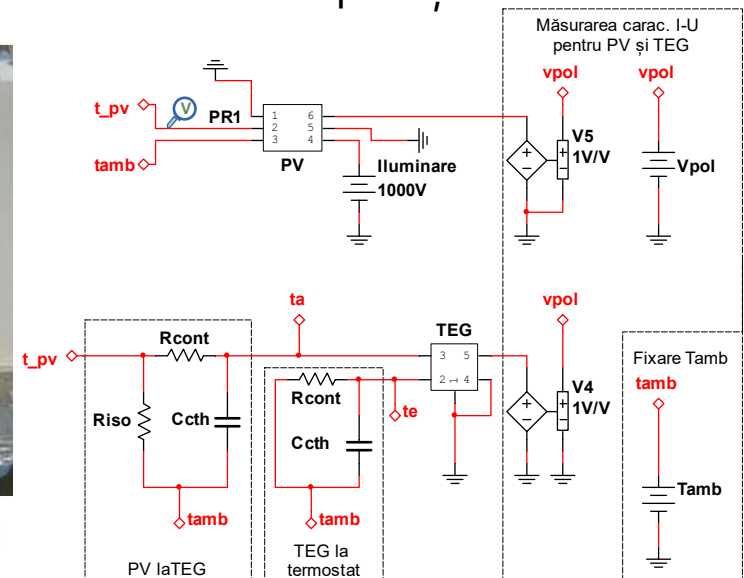 Măsurarea carac. I-U
pentru PV și TEG
vpol
vpol
t_pv
V
PR1
1
2
3
6
5
4
tamb
PV
Iluminare
1000V
V5
1V/V
Vpol
ta
vpol
t_pv
Rcont
TEG
3
5
2
1
4
Fixare Tamb
tamb
Rcont
te
V4
1V/V
Riso
Ccth
Ccth
Tamb
tamb
tamb
PV laTEG
TEG la
termostat